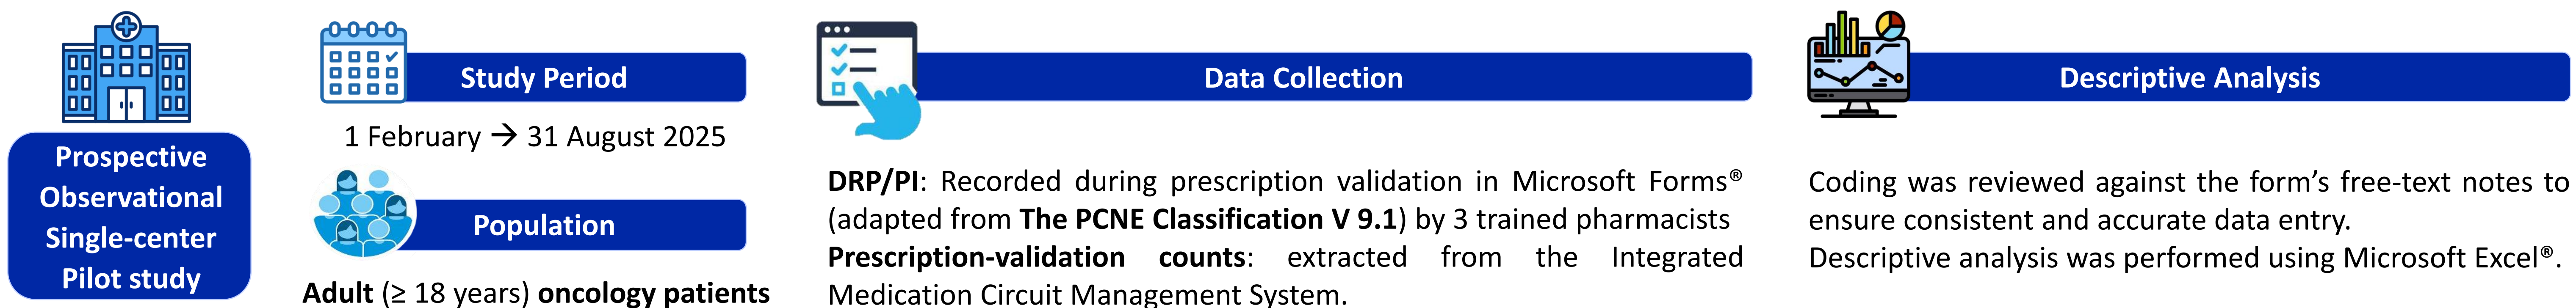 Prospective
Observational
Single-center
Pilot study
Study Period
1 February → 31 August 2025
Population
Adult (≥ 18 years) oncology patients
Data Collection
DRP/PI: Recorded during prescription validation in Microsoft Forms®
(adapted from The PCNE Classification V 9.1) by 3 trained pharmacists
Prescription-validation counts: extracted from the Integrated
Medication Circuit Management System.
Descriptive Analysis
Coding was reviewed against the form’s free-text notes to
ensure consistent and accurate data entry.
Descriptive analysis was performed using Microsoft Excel®.